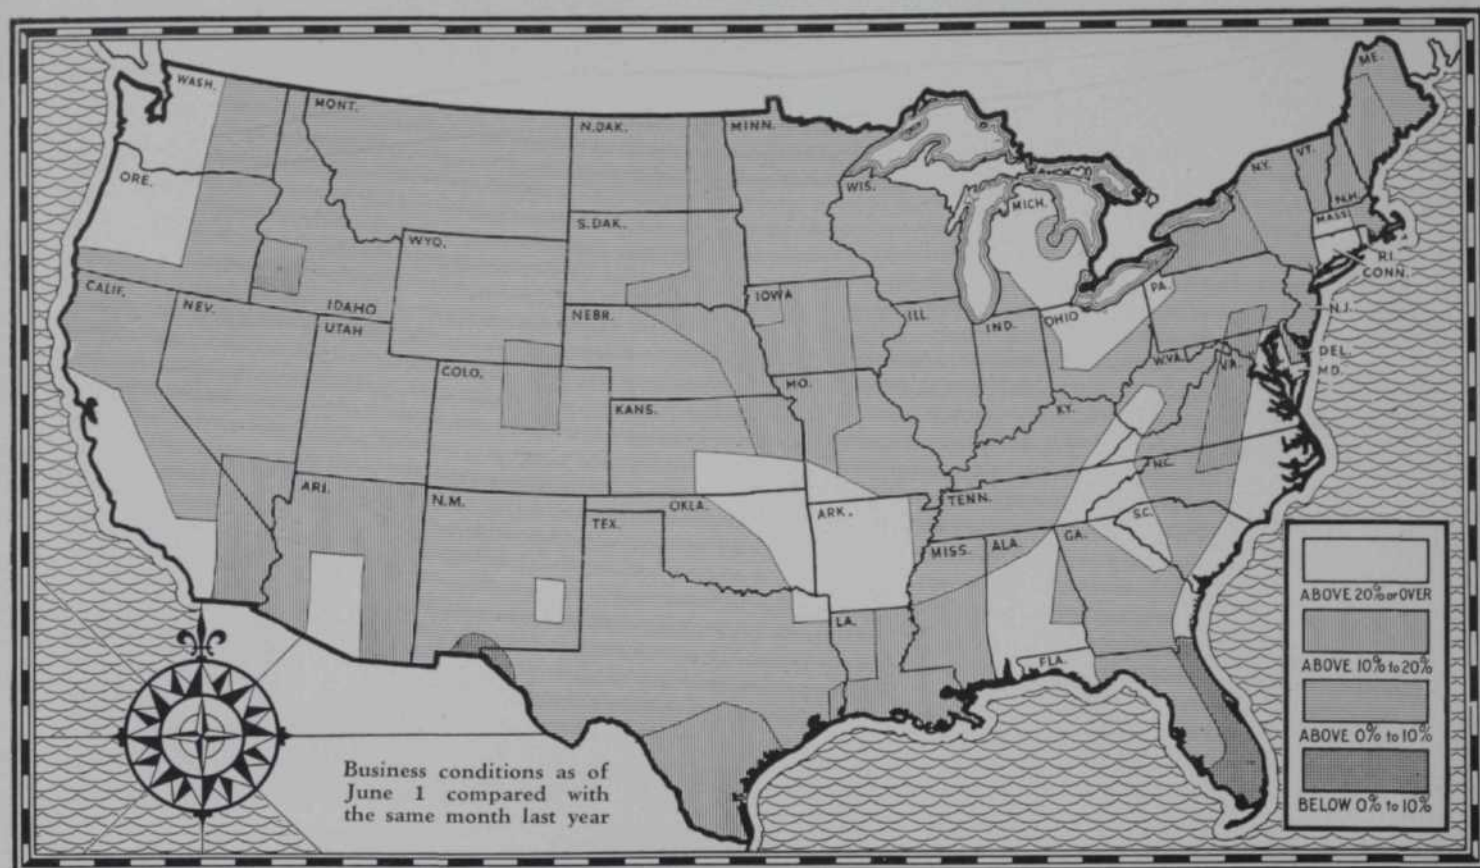 WASH.
MONT.
N.DAK.
MINN.
ME.
ORE.
WIS.
MICH.
N.Y.
VT.
N.H.
MASS.
S.DAK.
WYO.
R.I.
CONN.
CALIF.
NEV.
IDAHO
UTAH
NEBR.
IOWA
ILL.
IND.
OHIO
PA.
N.J.
COLO.
KANS.
MO.
KY.
W.VA.
VA.
DEL.
MD.
ARI.
N.M.
TEX.
OKLA.
ARK.
TENN.
N.C.
S.C.
MISS.
ALA.
GA.
LA.
FLA.
Business conditions as of
June 1 compared with
the same month last year
ABOVE 20% or OVER
ABOVE 10% to 20%
ABOVE 0% to 10%
BELOW 0% to 10%